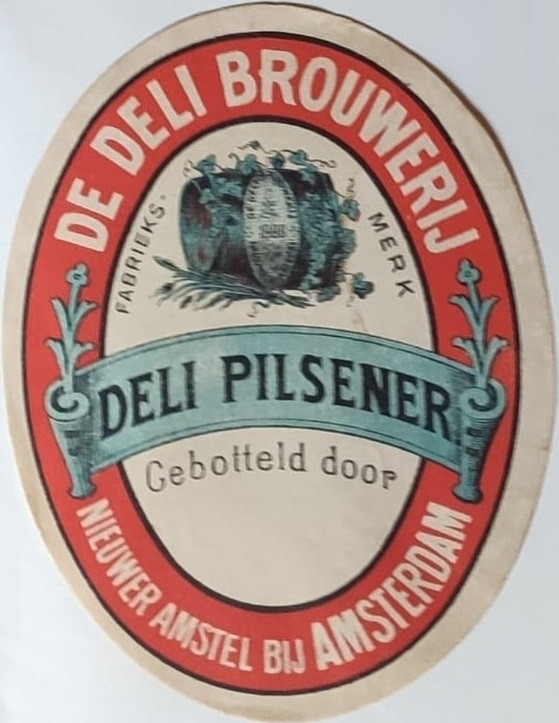 DE DELI BROUWERIJ
FABRIEKS-
MERK
DELI PILSENER
Gebotteld door
NIEUWER AMSTEL BIJ AMSTERDAM